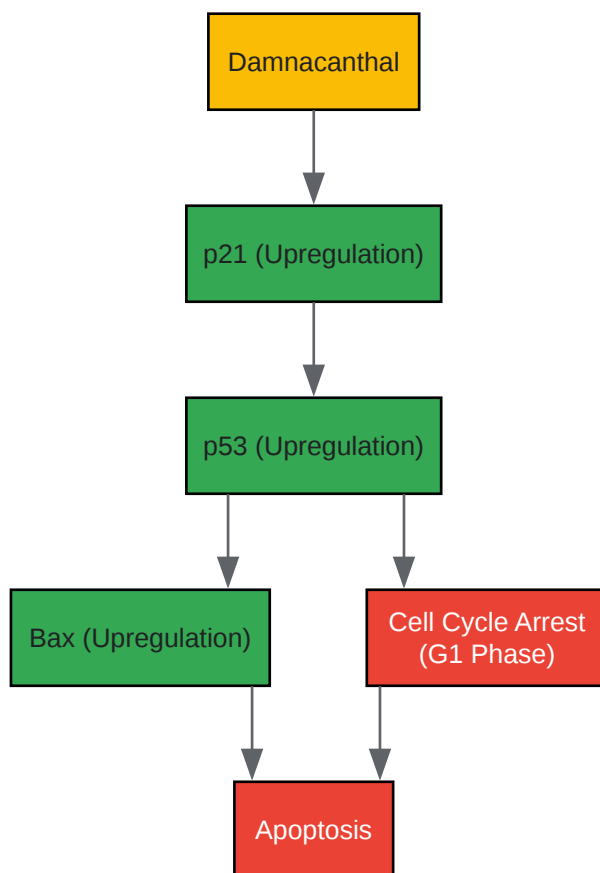 Damnacanthal
p21 (Upregulation)
p53 (Upregulation)
Bax (Upregulation)
Cell Cycle Arrest
(G1 Phase)
Apoptosis